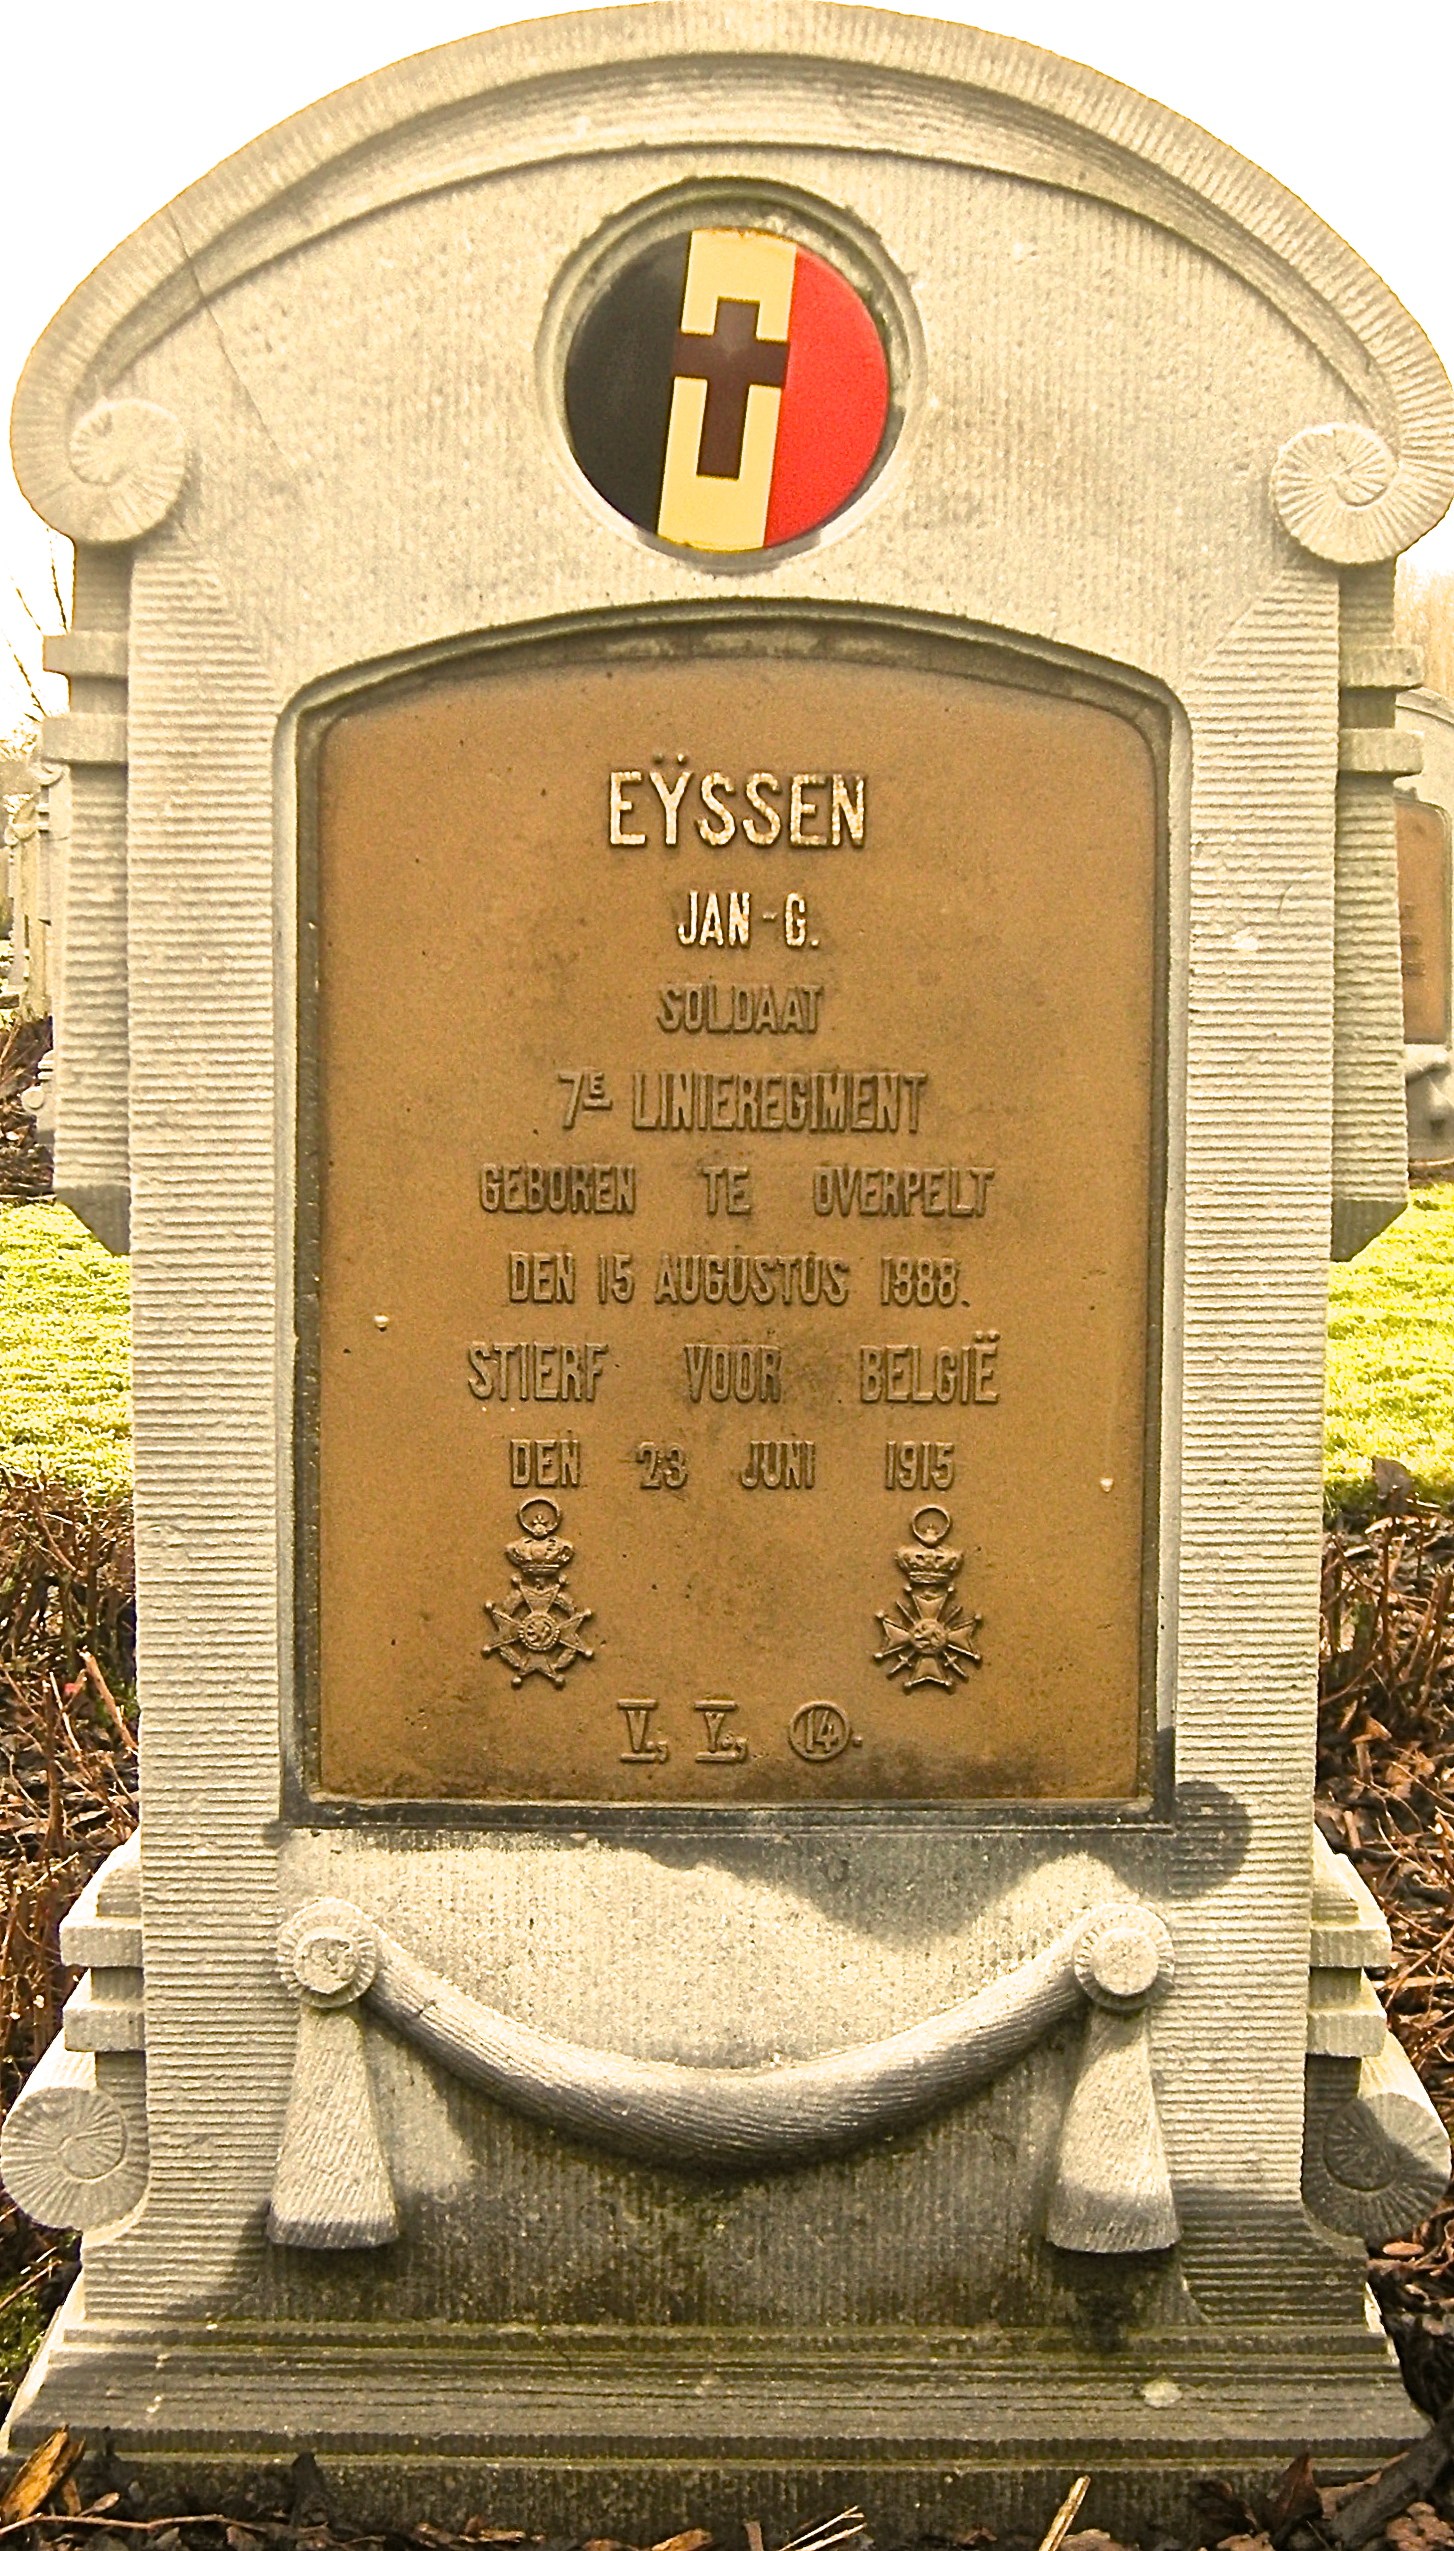 EŸSSEN
JAN-G.
SOLDAAT
7E LINIEREGIMENT
GEBOREN TE OVERPELT
DEN 15 AUGUSTUS 1988.
STIERF VOOR BELGIË
DEN 23 JUNI 1915
V., Y., 14.